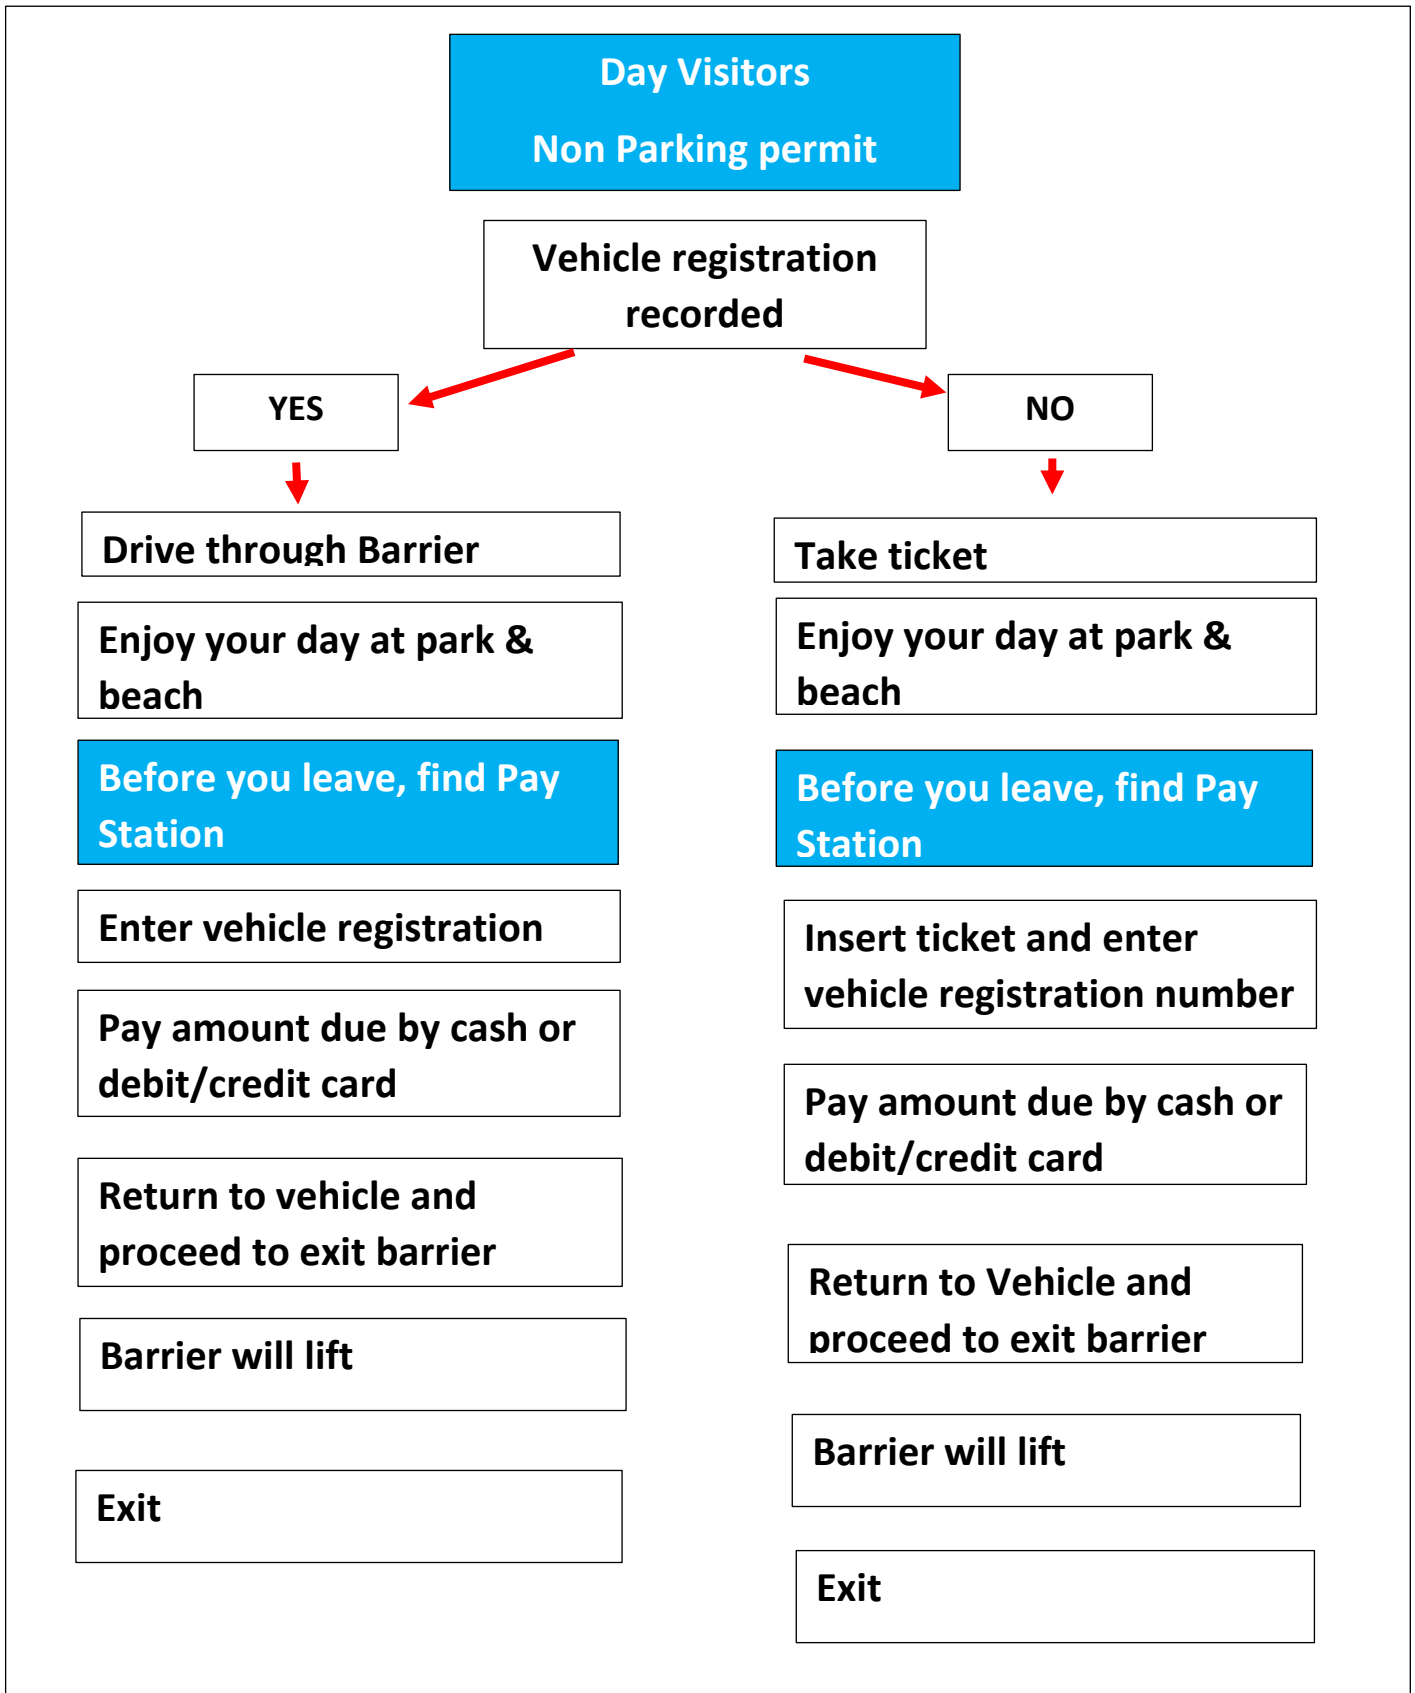 Day Visitors
Non Parking permit
Vehicle registration
recorded
YES
NO
Drive through Barrier
Enjoy your day at park &
beach
Before you leave, find Pay
Station
Enter vehicle registration
Pay amount due by cash or
debit/credit card
Return to vehicle and
proceed to exit barrier
Barrier will lift
Exit
Take ticket
Enjoy your day at park &
beach
Before you leave, find Pay
Station
Insert ticket and enter
vehicle registration number
Pay amount due by cash or
debit/credit card
Return to Vehicle and
proceed to exit barrier
Barrier will lift
Exit